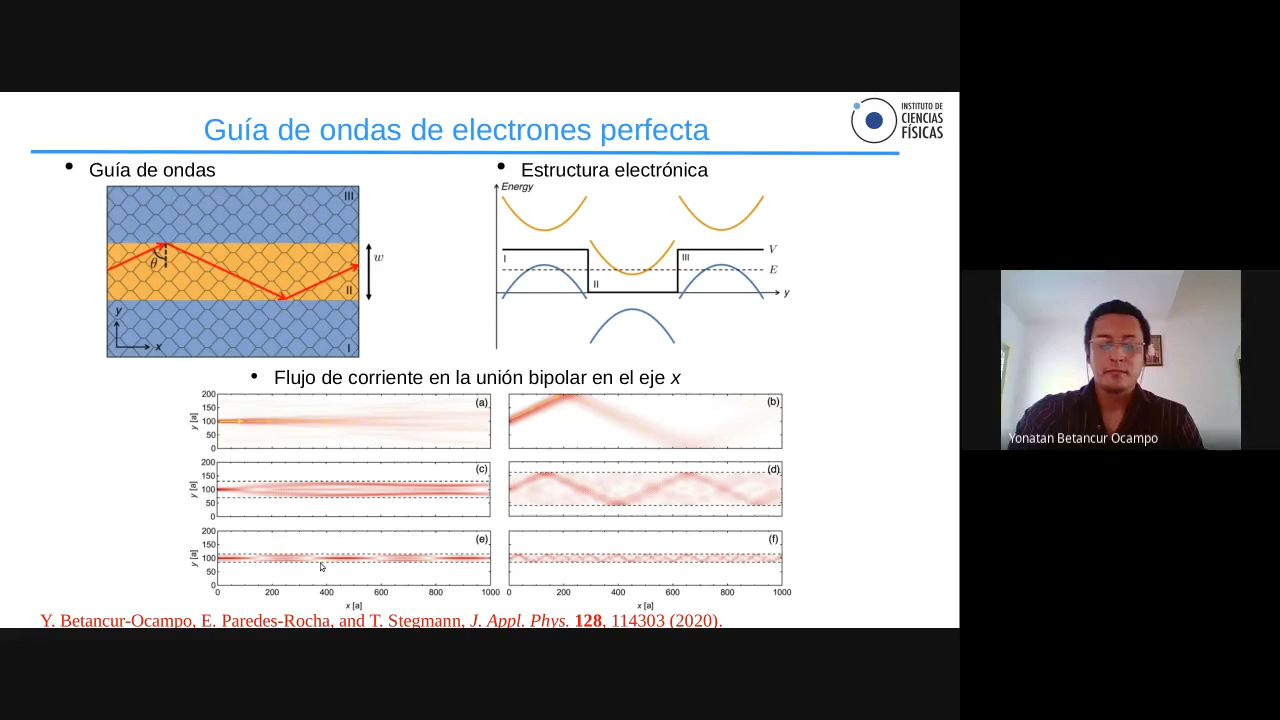 Guía de ondas de electrones perfecta
INSTITUTO DE
CIENCIAS
FÍSICAS
• Guía de ondas
• Estructura electrónica
III
θ
II
w
y
x
I
Energy
V
I
III
E
II
y
• Flujo de corriente en la unión bipolar en el eje x
y [a]
200
150
100
50
0
(a)
(b)
y [a]
200
150
100
50
0
(c)
(d)
y [a]
200
150
100
50
0
(e)
(f)
0 200 400 600 800 1000
0 200 400 600 800 1000
x [a]
x [a]
Y. Betancur-Ocampo, E. Paredes-Rocha, and T. Stegmann, J. Appl. Phys. 128, 114303 (2020).
Yonatan Betancur Ocampo